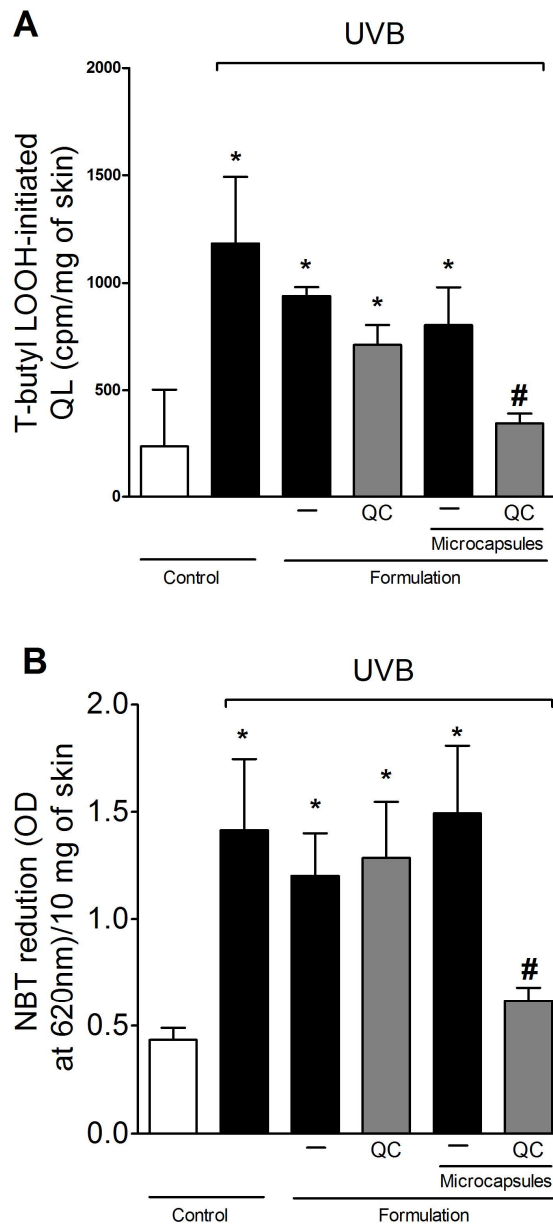 A
UVB
T-butyl LOOH-initiated
QL (cpm/mg of skin)
2000
1500
1000
500
0
*
*
*
*
#
— QC — QC
Microcapsules
Control Formulation
B
UVB
NBT redution (OD
at 620nm)/10 mg of skin
2.0
1.5
1.0
0.5
0.0
*
*
*
*
#
— QC — QC
Microcapsules
Control Formulation